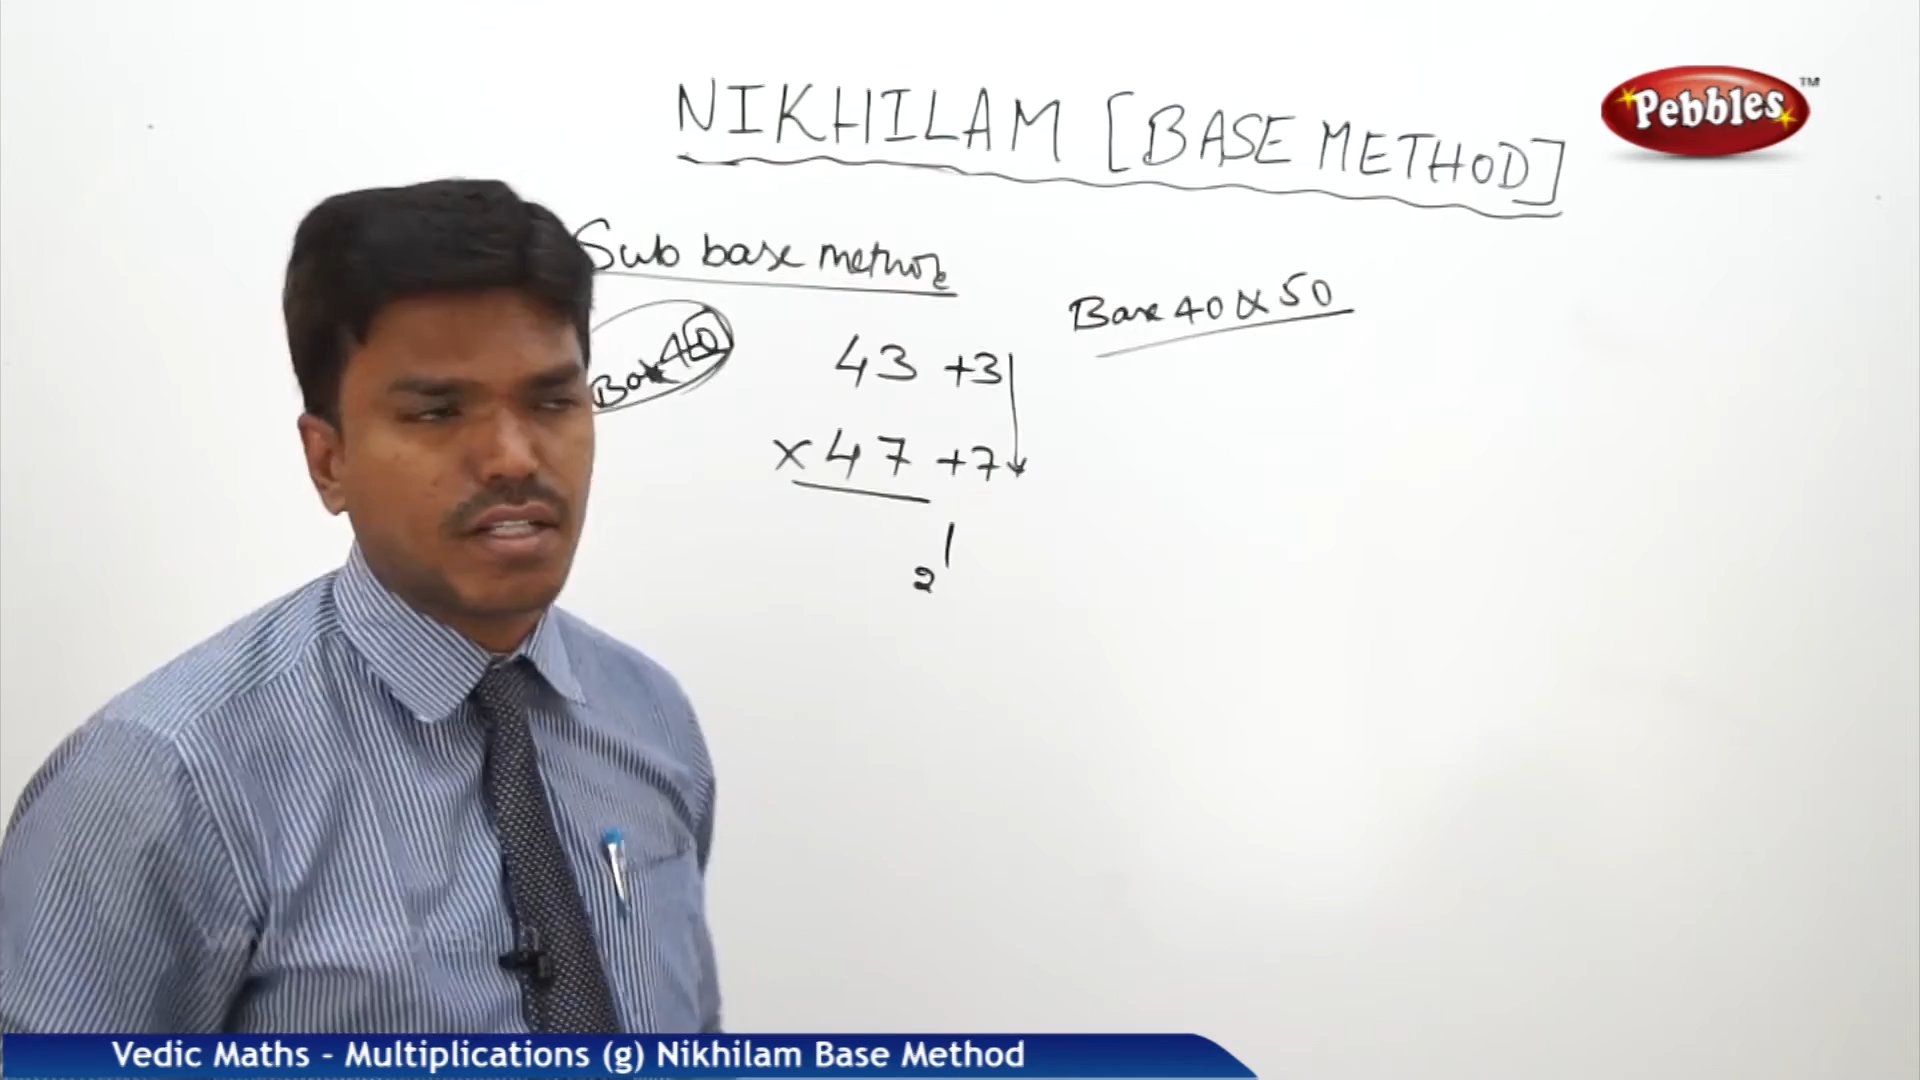 NIKHILAM [BASE METHOD]
Pebbles™
Sub base method
Base 40 & 50
Base 40
43 +3
×47 +7
2 1
Vedic Maths - Multiplications (g) Nikhilam Base Method